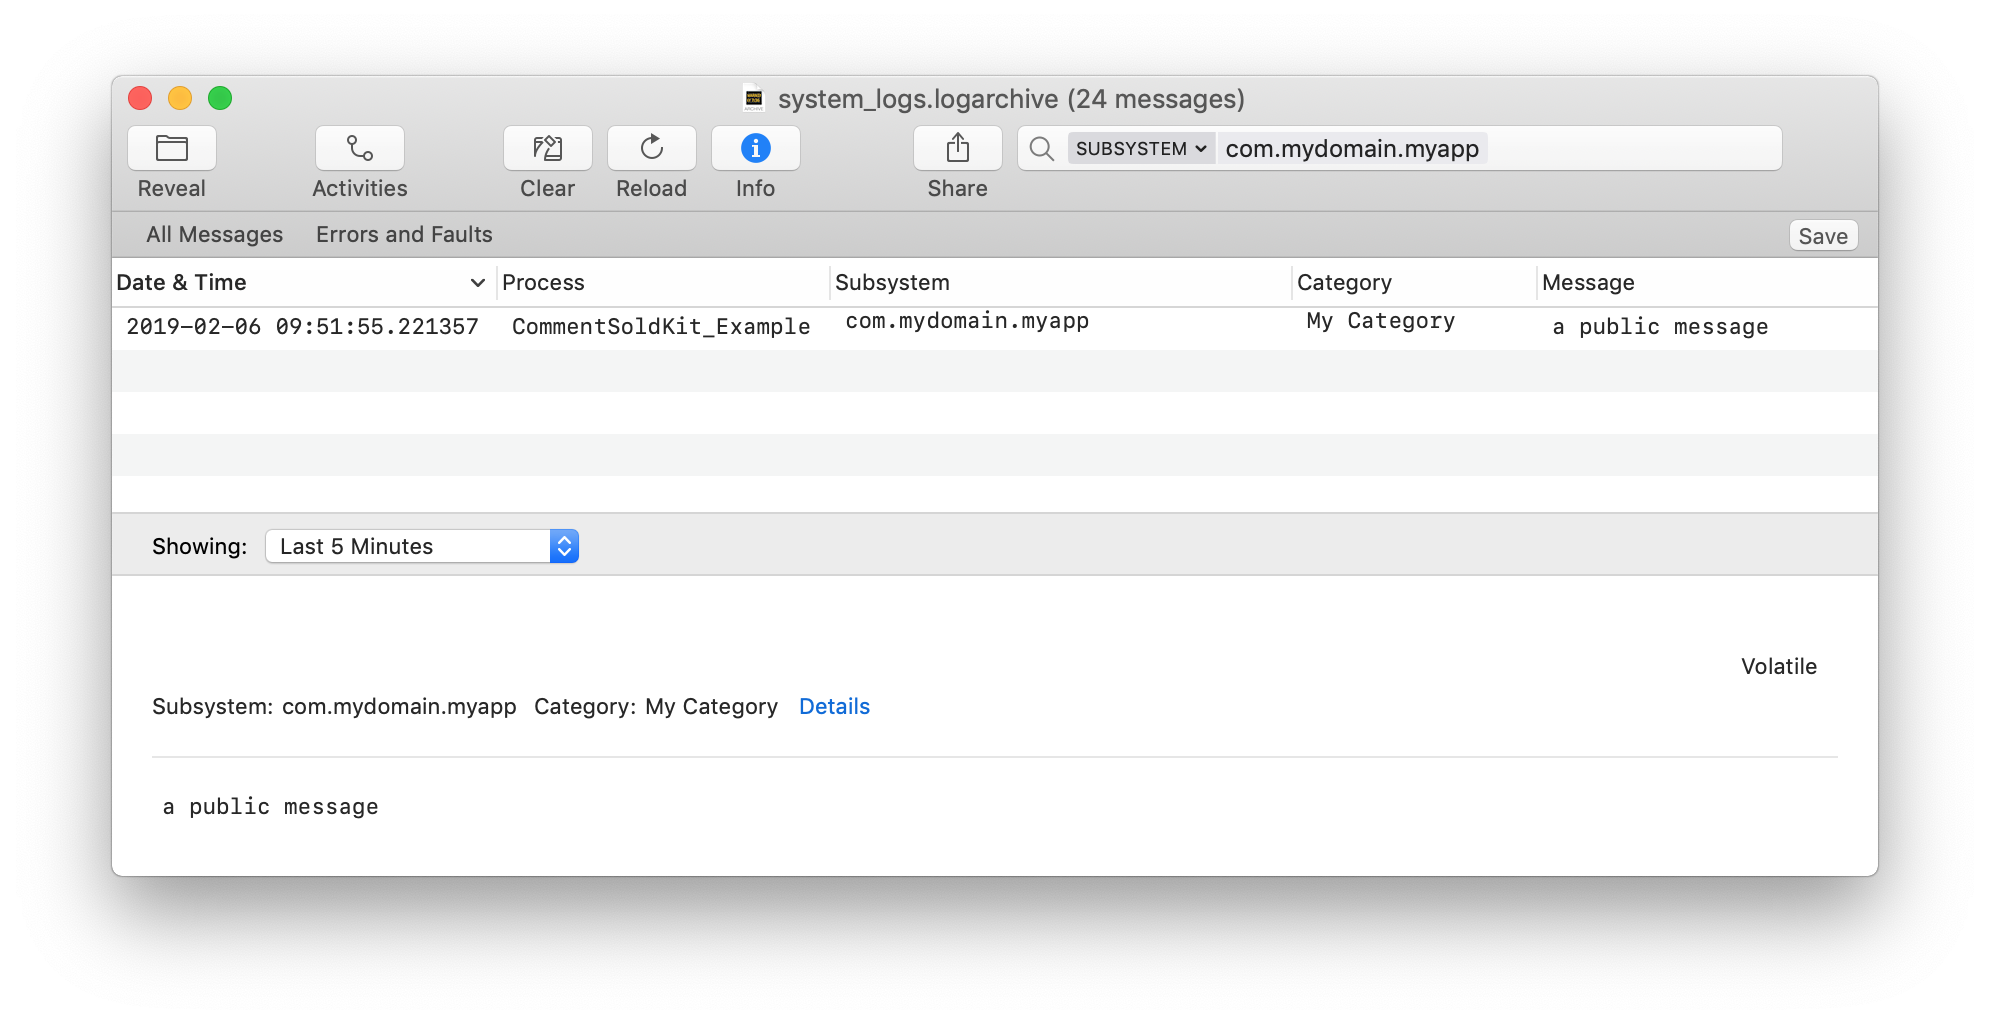 system_logs.logarchive (24 messages)
SUBSYSTEM com.mydomain.myapp
Reveal Activities Clear Reload Info Share
All Messages Errors and Faults Save
Date & Time Process Subsystem Category Message
2019-02-06 09:51:55.221357 CommentSoldKit_Example com.mydomain.myapp My Category a public message
Showing: Last 5 Minutes
Volatile
Subsystem: com.mydomain.myapp Category: My Category Details
a public message